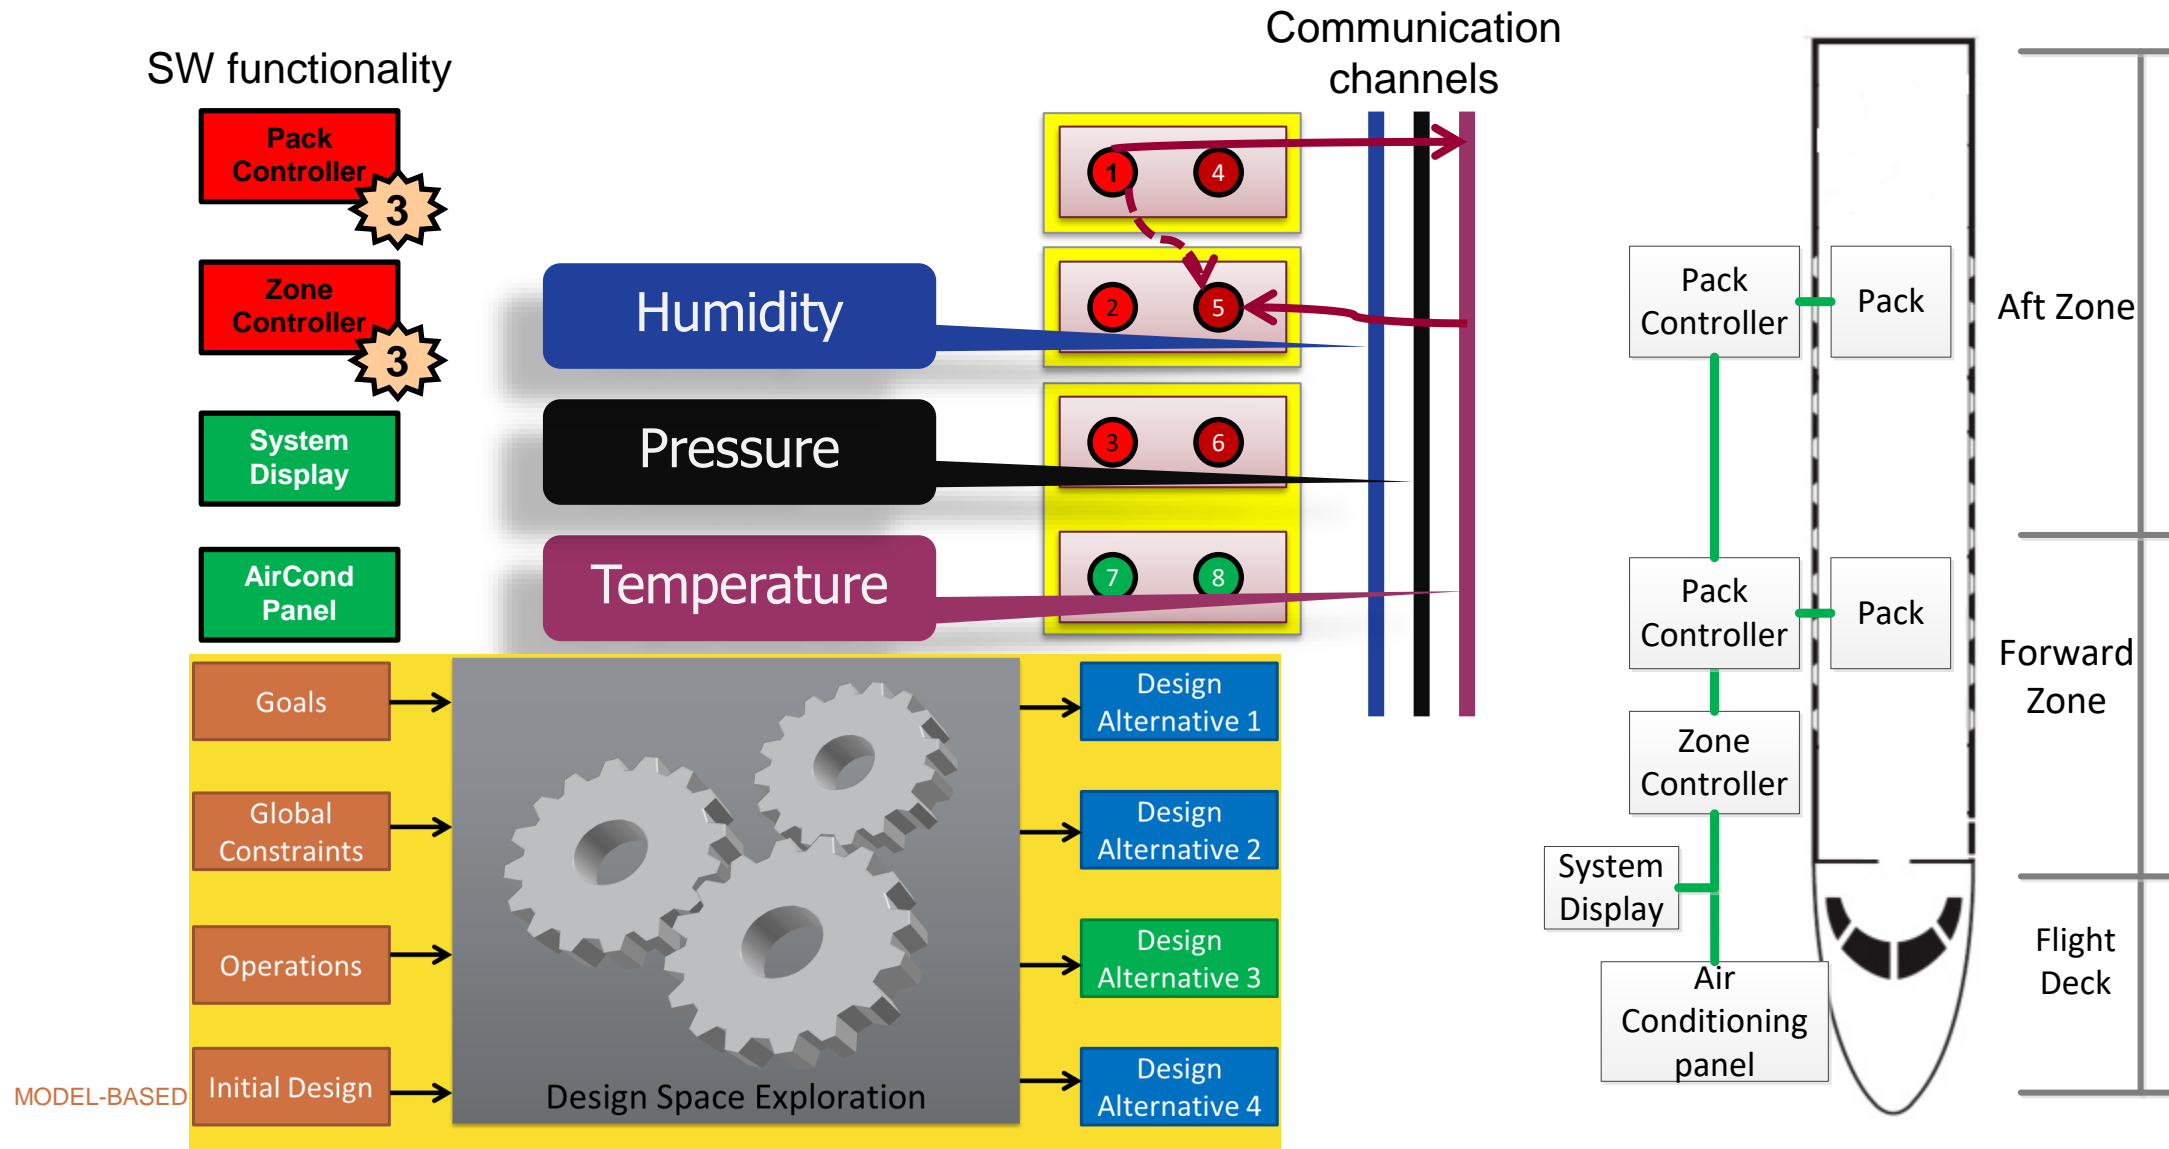 SW functionality
Pack
Controller
3
Zone
Controller
3
System
Display
AirCond
Panel
Humidity
Pressure
Temperature
Communication
channels
1
4
2
5
3
6
7
8
Goals
Global
Constraints
Operations
MODEL-BASED
Initial Design
Design Space Exploration
Design
Alternative 1
Design
Alternative 2
Design
Alternative 3
Design
Alternative 4
Pack
Controller
Pack
Pack
Controller
Pack
Zone
Controller
System
Display
Air
Conditioning
panel
Aft Zone
Forward
Zone
Flight
Deck